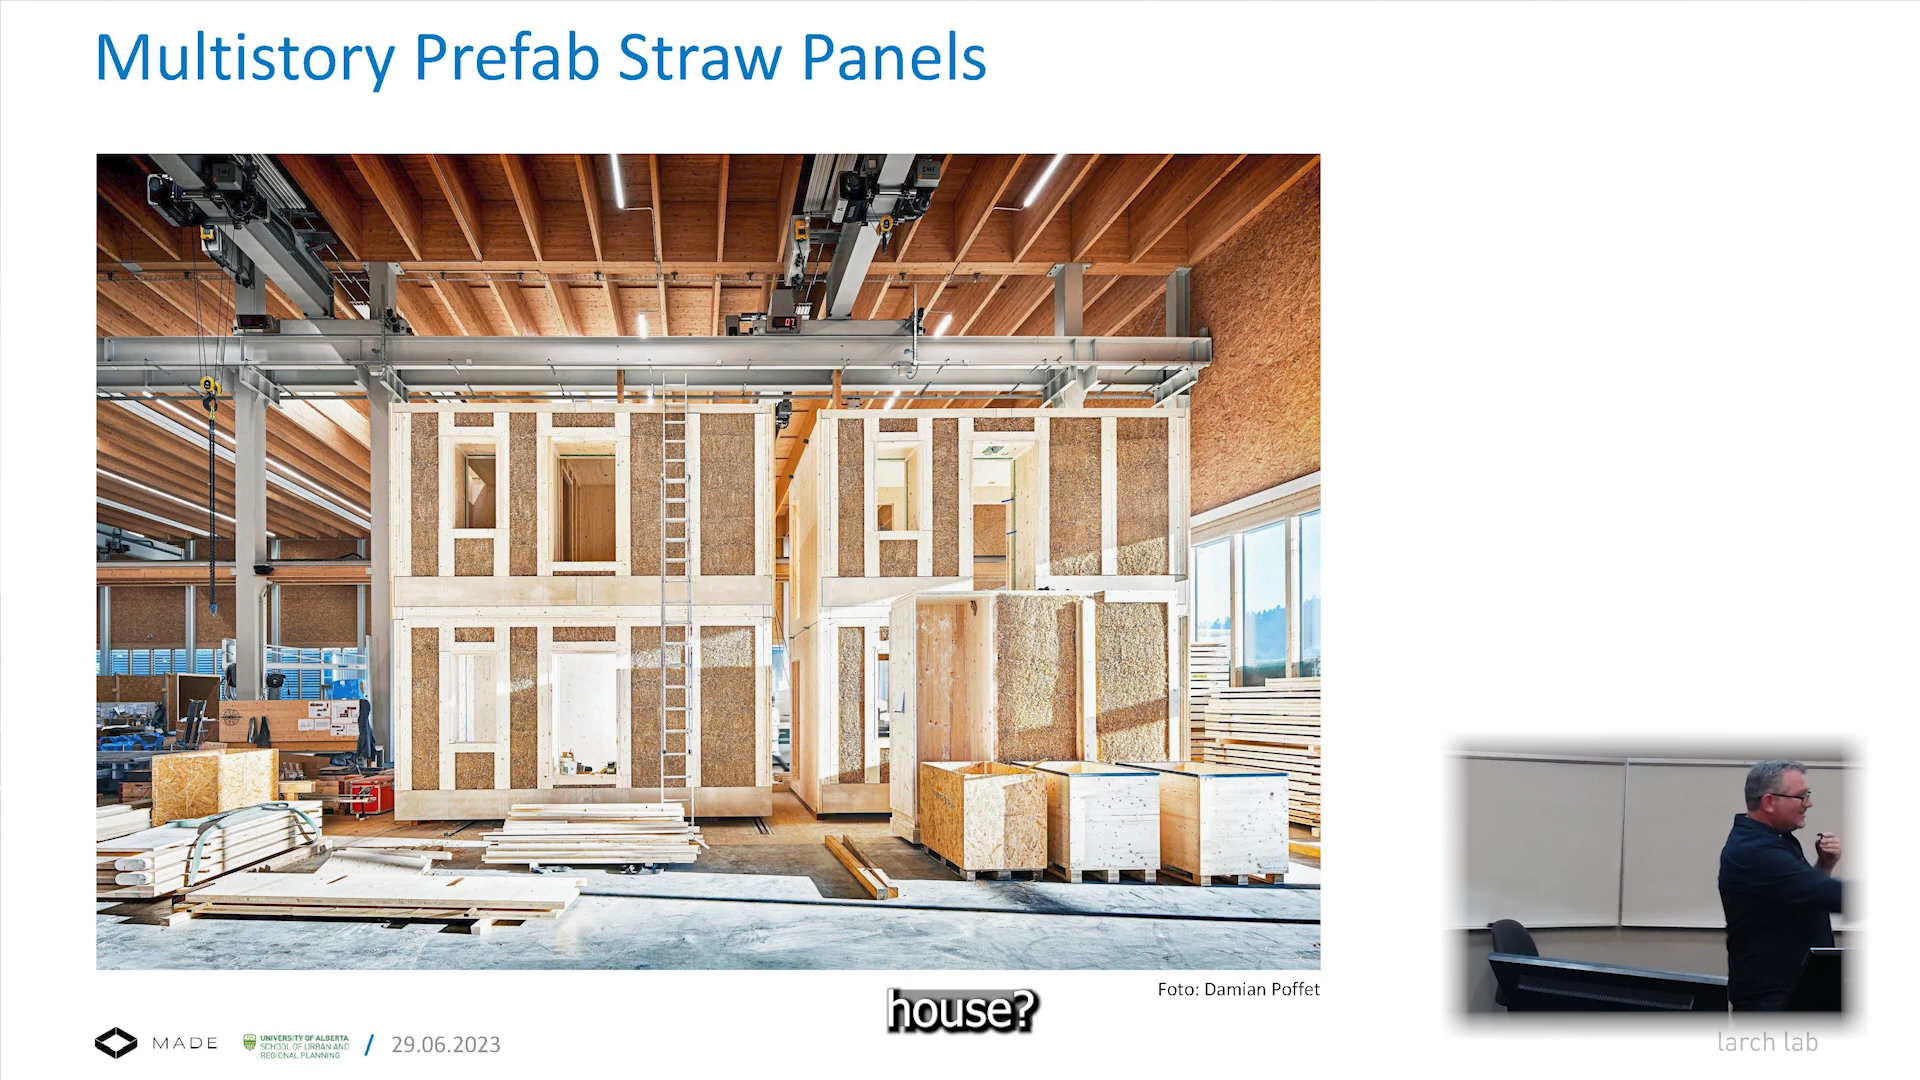 Multistory Prefab Straw Panels
Foto: Damian Poffet
house?
MADE
UNIVERSITY OF ALBERTA
SCHOOL OF URBAN AND
REGIONAL PLANNING
/ 29.06.2023
larch lab